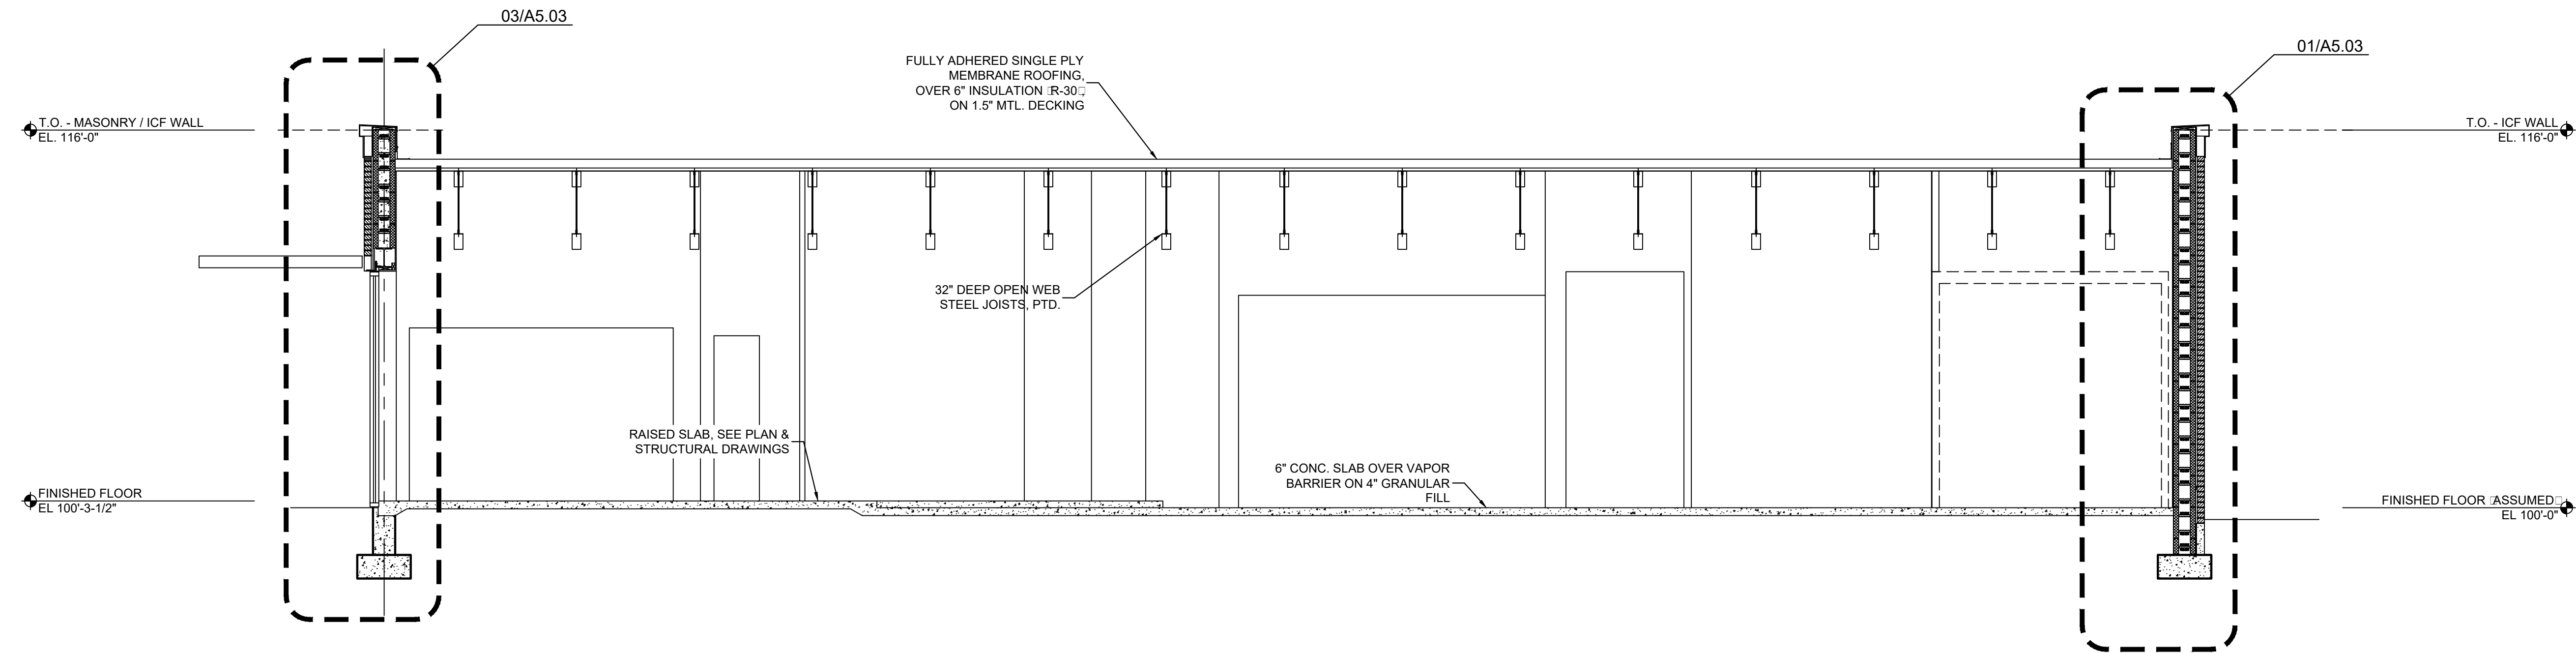 03/A5.03
01/A5.03
FULLY ADHERED SINGLE PLY
MEMBRANE ROOFING,
OVER 6" INSULATION □R-30□,
ON 1.5" MTL. DECKING
T.O. - MASONRY / ICF WALL
EL. 116'-0"
T.O. - ICF WALL
EL. 116'-0"
32" DEEP OPEN WEB
STEEL JOISTS, PTD.
RAISED SLAB, SEE PLAN &
STRUCTURAL DRAWINGS
6" CONC. SLAB OVER VAPOR
BARRIER ON 4" GRANULAR
FILL
FINISHED FLOOR
EL 100'-3-1/2"
FINISHED FLOOR □ASSUMED□
EL 100'-0"